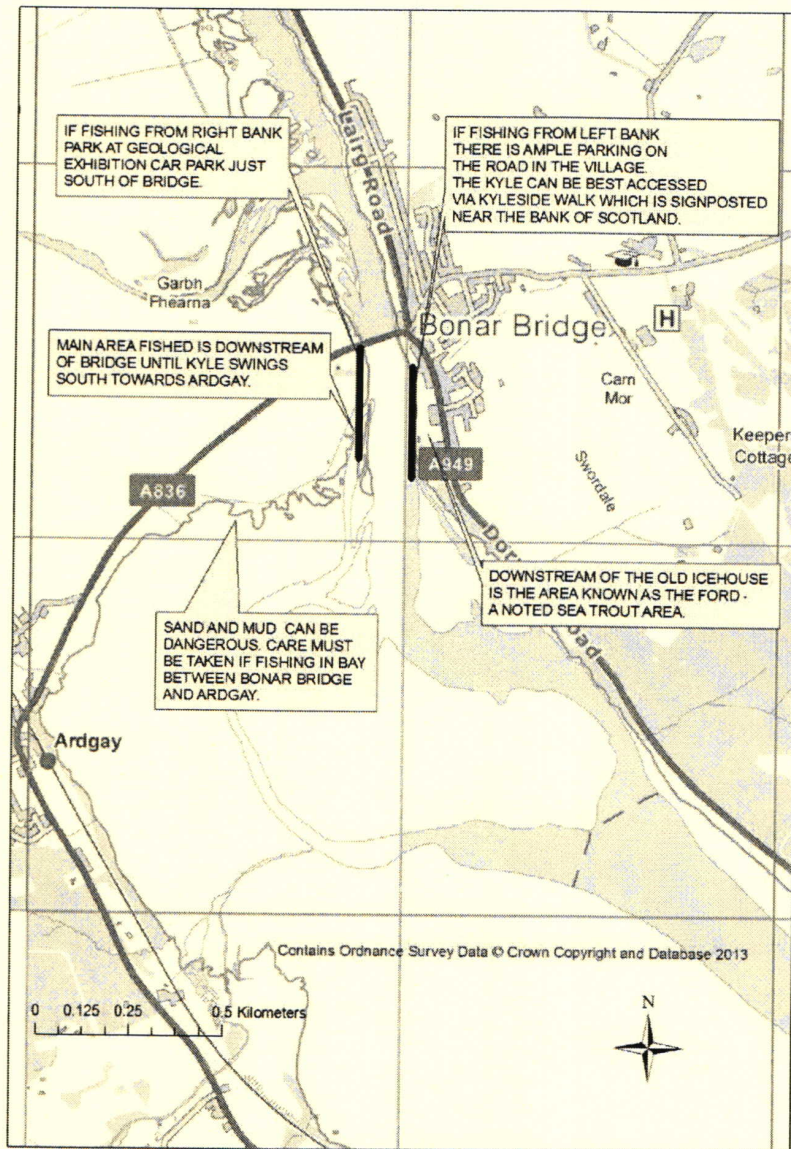 IF FISHING FROM RIGHT BANK
PARK AT GEOLOGICAL
EXHIBITION CAR PARK JUST
SOUTH OF BRIDGE.
IF FISHING FROM LEFT BANK
THERE IS AMPLE PARKING ON
THE ROAD IN THE VILLAGE.
THE KYLE CAN BE BEST ACCESSED
VIA KYLESIDE WALK WHICH IS SIGNPOSTED
NEAR THE BANK OF SCOTLAND.
Lairg Road
Garbh
Fhearna
Bonar Bridge
H
MAIN AREA FISHED IS DOWNSTREAM
OF BRIDGE UNTIL KYLE SWINGS
SOUTH TOWARDS ARDGAY.
Carn
Mor
Keeper
Cottage
A836
A949
Swordale
DOWNSTREAM OF THE OLD ICEHOUSE
IS THE AREA KNOWN AS THE FORD -
A NOTED SEA TROUT AREA.
SAND AND MUD CAN BE
DANGEROUS. CARE MUST
BE TAKEN IF FISHING IN BAY
BETWEEN BONAR BRIDGE
AND ARDGAY.
Ardgay
Contains Ordnance Survey Data © Crown Copyright and Database 2013
0 0.125 0.25 0.5 Kilometers
N